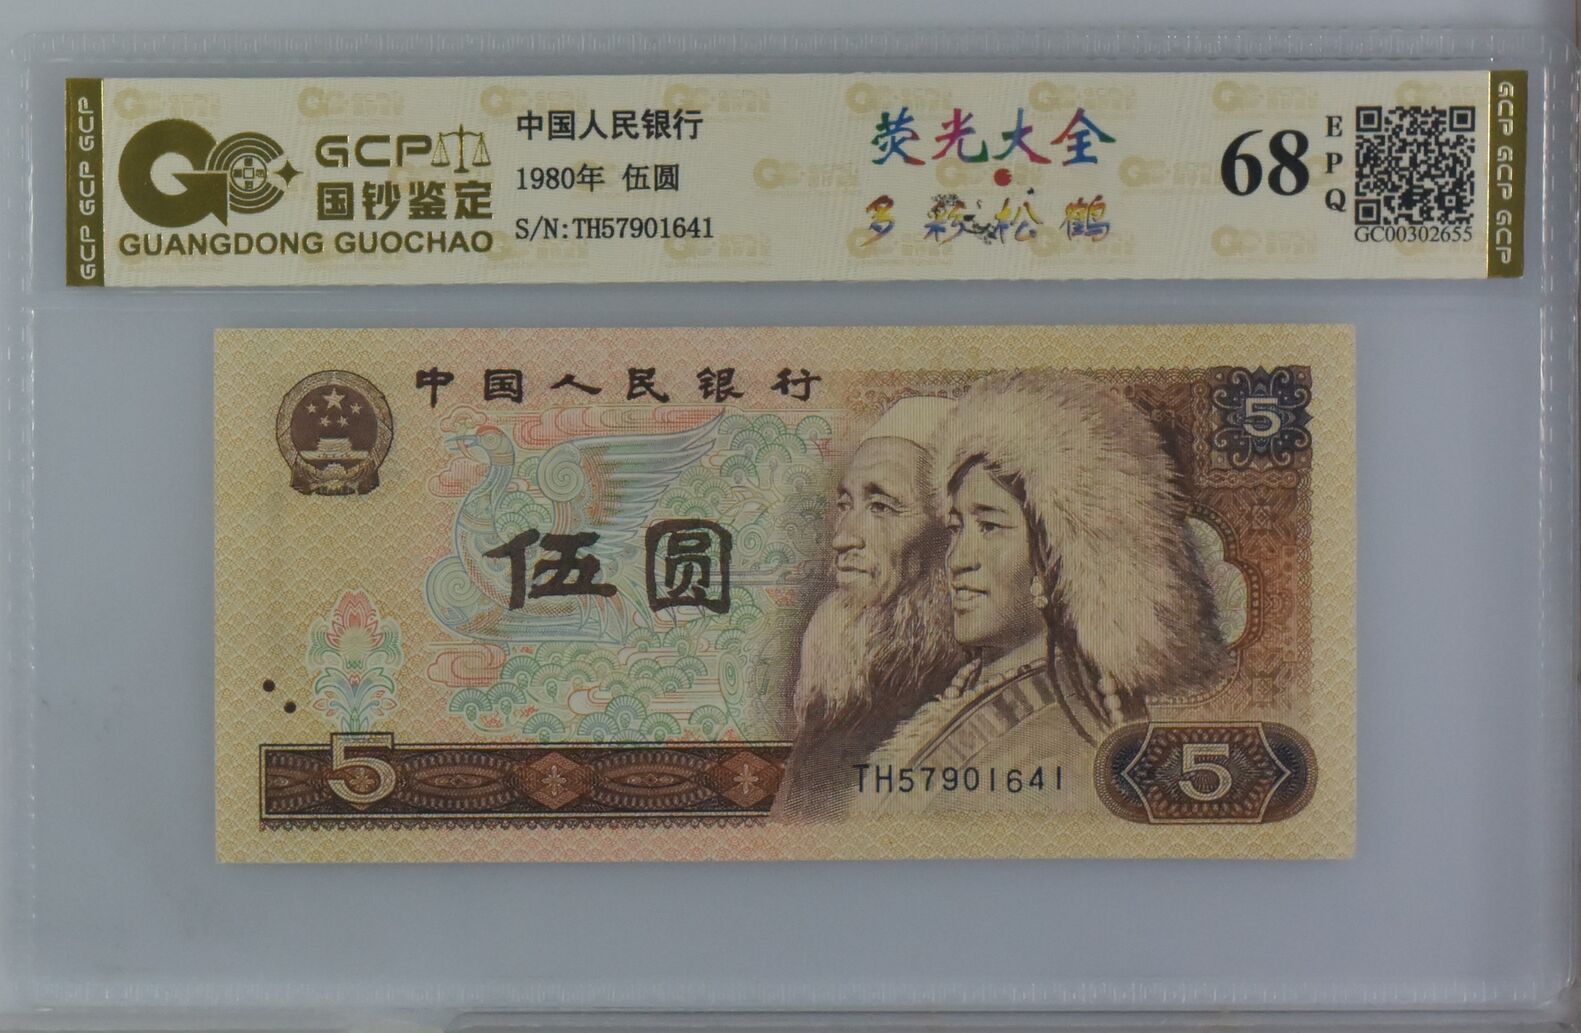 GCP GCP GCP
GCP
国钞鉴定
GUANGDONG GUOCHAO
中国人民银行
1980年 伍圆
S/N:TH57901641
荧光大全
多彩·松鹤
68
EPQ
GC00302655
GCP GCP GCP
中国人民银行
5
伍圆
5
TH57901641
5